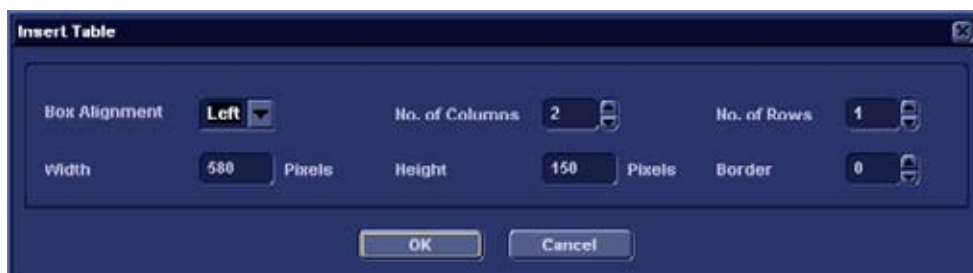 Insert Table
Box Alignment Left No. of Columns 2 No. of Rows 1
Width 580 Pixels Height 150 Pixels Border 0
OK Cancel